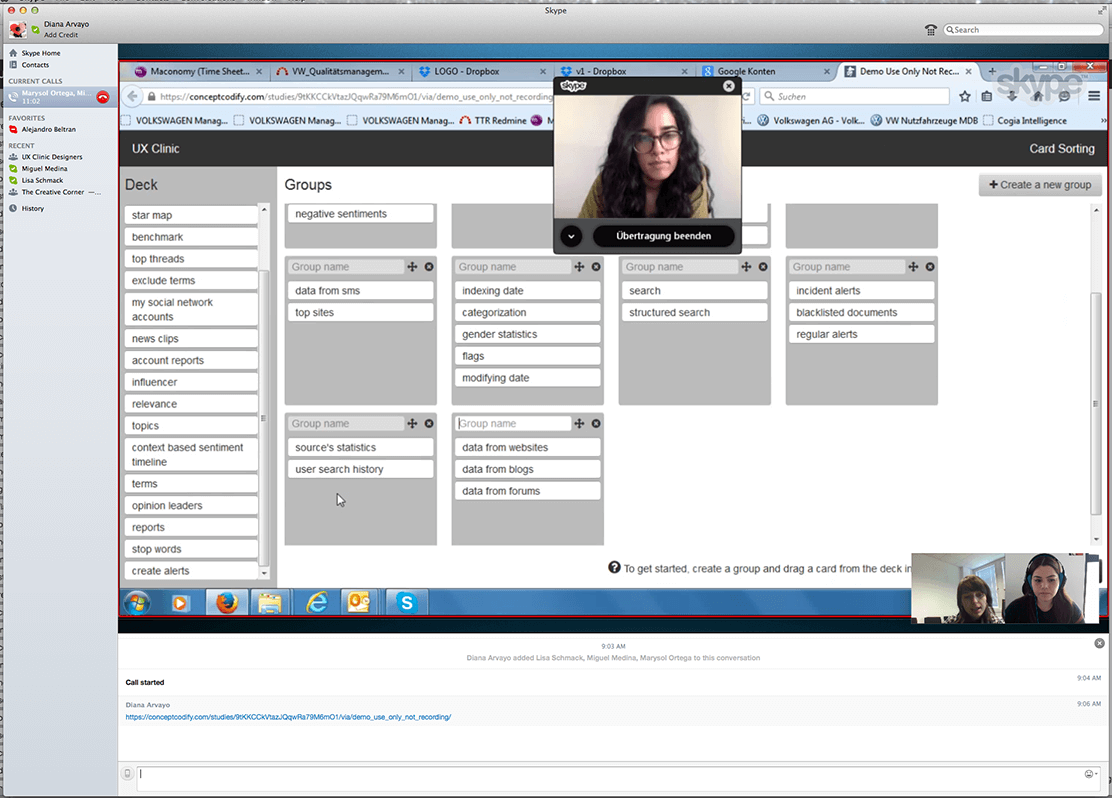 Skype
Diana Arvayo
Add Credit
Search
Skype Home
Contacts
CURRENT CALLS
Marysol Ortega, Mi...
11:02
FAVORITES
Alejandro Beltran
RECENT
UX Clinic Designers
Miguel Medina
Lisa Schmack
The Creative Corner —...
History
Maconomy (Time Sheet...
VW_Qualitätsmanagem...
LOGO - Dropbox
v1 - Dropbox
Google Konten
Demo Use Only Not Rec...
skype™
https://conceptcodify.com/studies/9tKKCCkVtazJQqwRa79M6mO1/via/demo_use_only_not_recording/
Suchen
VOLKSWAGEN Manag...
VOLKSWAGEN Manag...
VOLKSWAGEN Manag...
TTR Redmine
Volkswagen AG - Volk...
VW Nutzfahrzeuge MDB
Cogia Intelligence
UX Clinic
Card Sorting
Deck
star map
benchmark
top threads
exclude terms
my social network
accounts
news clips
account reports
influencer
relevance
topics
context based sentiment
timeline
terms
opinion leaders
reports
stop words
create alerts
Groups
Create a new group
negative sentiments
Group name
data from sms
top sites
Group name
indexing date
categorization
gender statistics
flags
modifying date
Group name
search
structured search
Group name
incident alerts
blacklisted documents
regular alerts
Group name
source's statistics
user search history
Group name
data from websites
data from blogs
data from forums
skype
Übertragung beenden
To get started, create a group and drag a card from the deck in
9:03 AM
Diana Arvayo added Lisa Schmack, Miguel Medina, Marysol Ortega to this conversation
Call started
9:04 AM
Diana Arvayo
9:06 AM
https://conceptcodify.com/studies/9tKKCCkVtazJQqwRa79M6mO1/via/demo_use_only_not_recording/